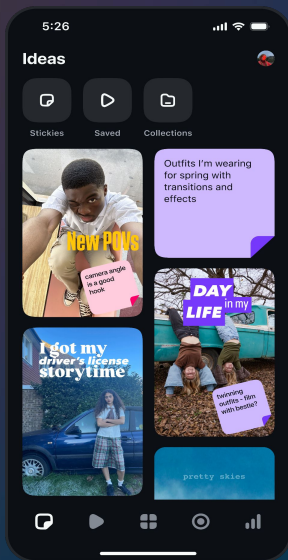 5:26
Ideas
Stickies
Saved
Collections
New POVs
camera angle
is a good
hook
Outfits I'm wearing
for spring with
transitions and
effects
DAY
in my
LIFE
twinning
outfits - film
with bestie?
I got my
driver's license
storytime
pretty skies